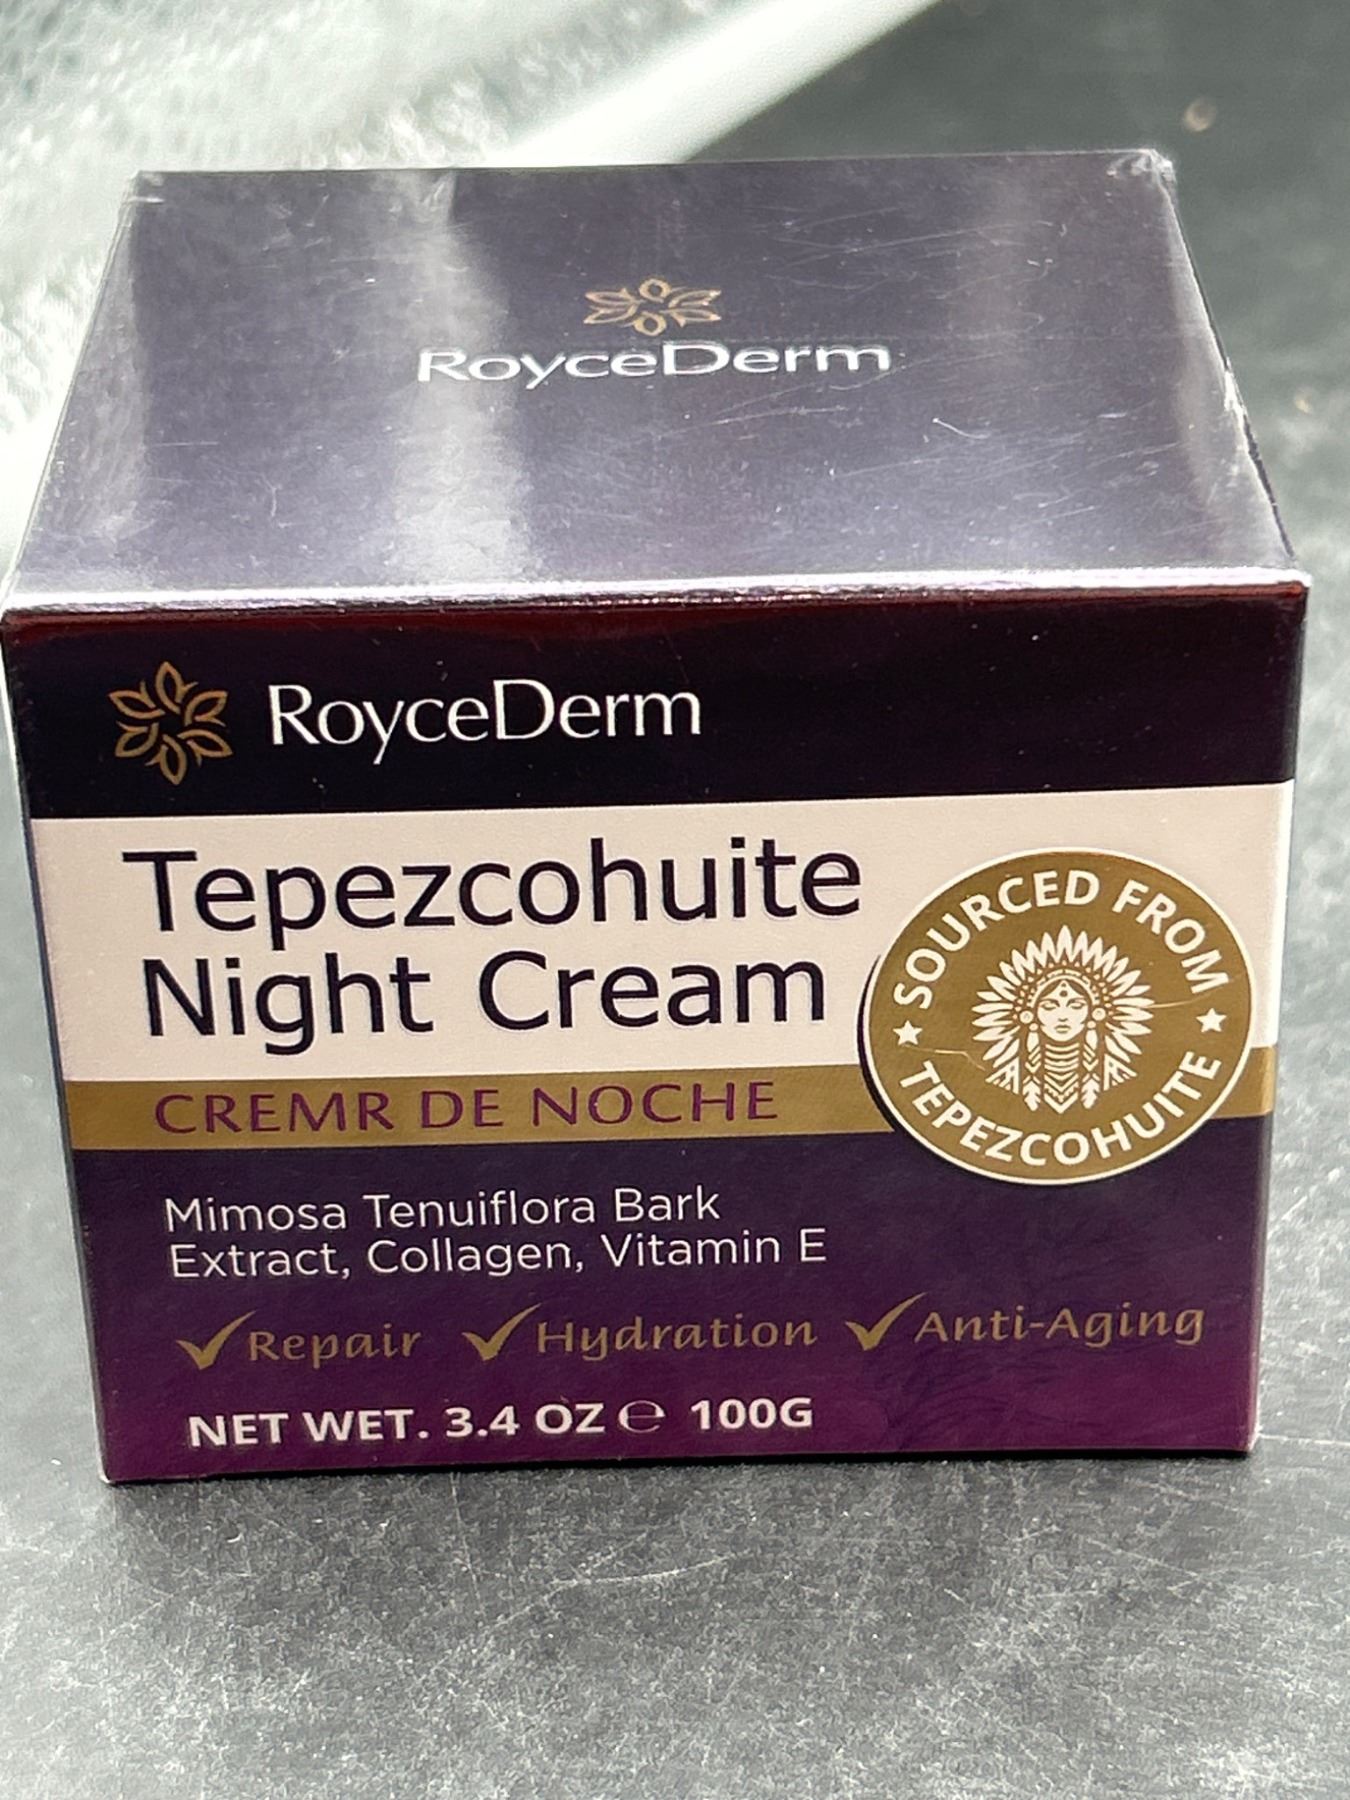 RoyceDerm
RoyceDerm
Tepezcohuite
Night Cream
CREMR DE NOCHE
SOURCED FROM
TEPEZCOHUITE
Mimosa Tenuiflora Bark
Extract, Collagen, Vitamin E
✓Repair ✓Hydration ✓Anti-Aging
NET WET. 3.4 OZ ℮ 100G